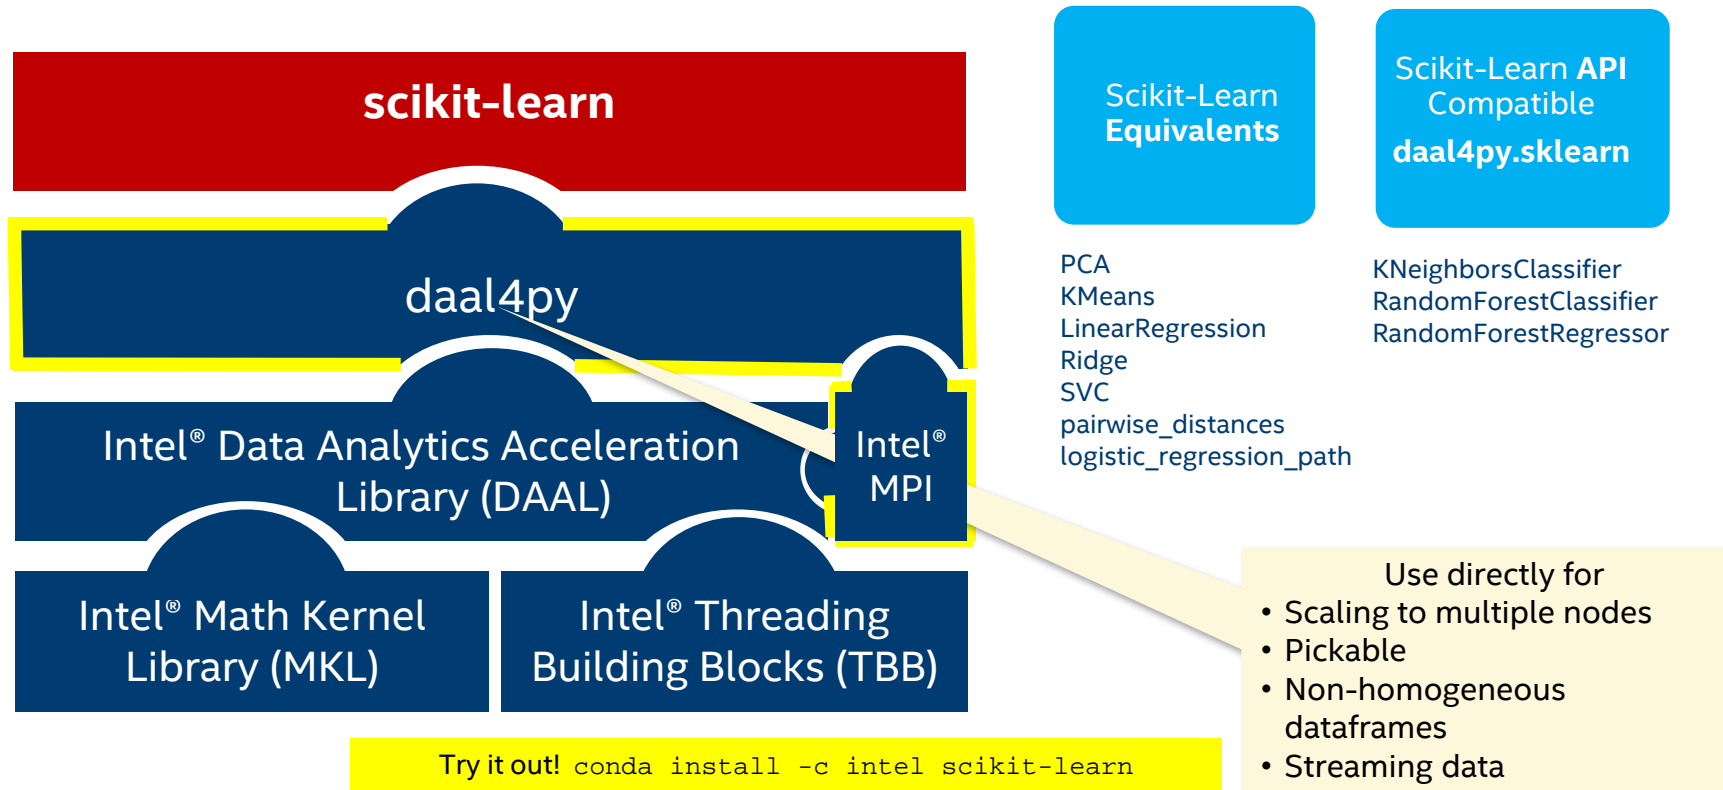 scikit-learn
daal4py
Intel® Data Analytics Acceleration
Library (DAAL)
Intel®
MPI
Intel® Math Kernel
Library (MKL)
Intel® Threading
Building Blocks (TBB)
Try it out! conda install -c intel scikit-learn
Scikit-Learn
Equivalents
PCA
KMeans
LinearRegression
Ridge
SVC
pairwise_distances
logistic_regression_path
Scikit-Learn API
Compatible
daal4py.sklearn
KNeighborsClassifier
RandomForestClassifier
RandomForestRegressor
Use directly for
• Scaling to multiple nodes
• Pickable
• Non-homogeneous
dataframes
• Streaming data